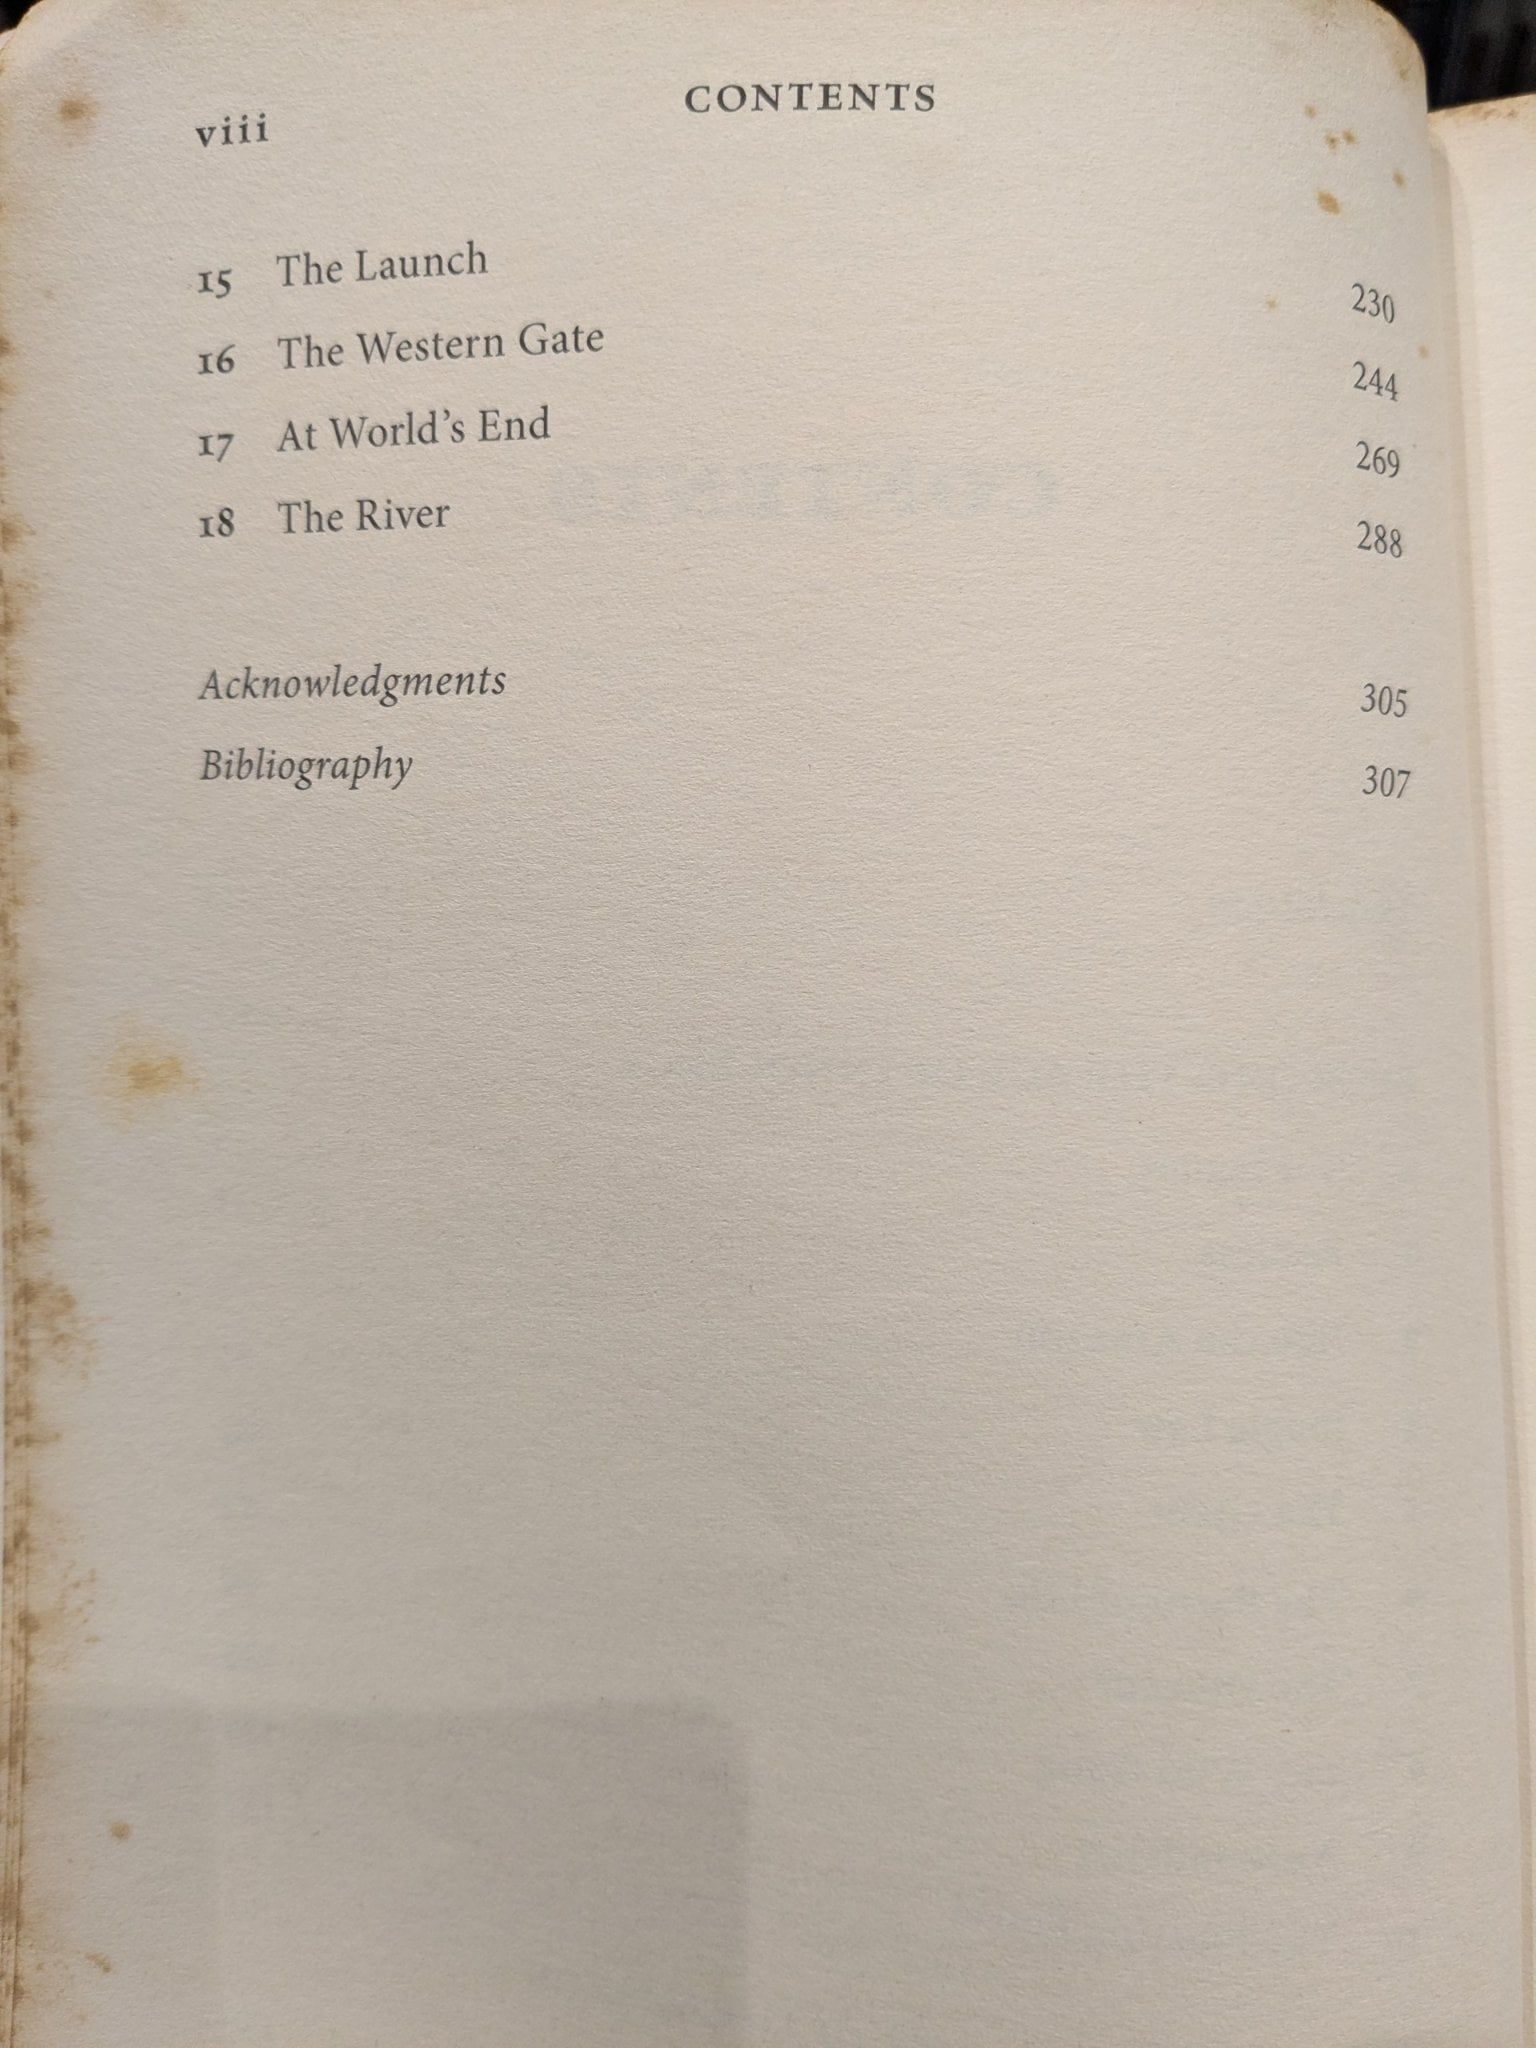 viii CONTENTS
15 The Launch 230
16 The Western Gate 244
17 At World’s End 269
18 The River 288
Acknowledgments 305
Bibliography 307